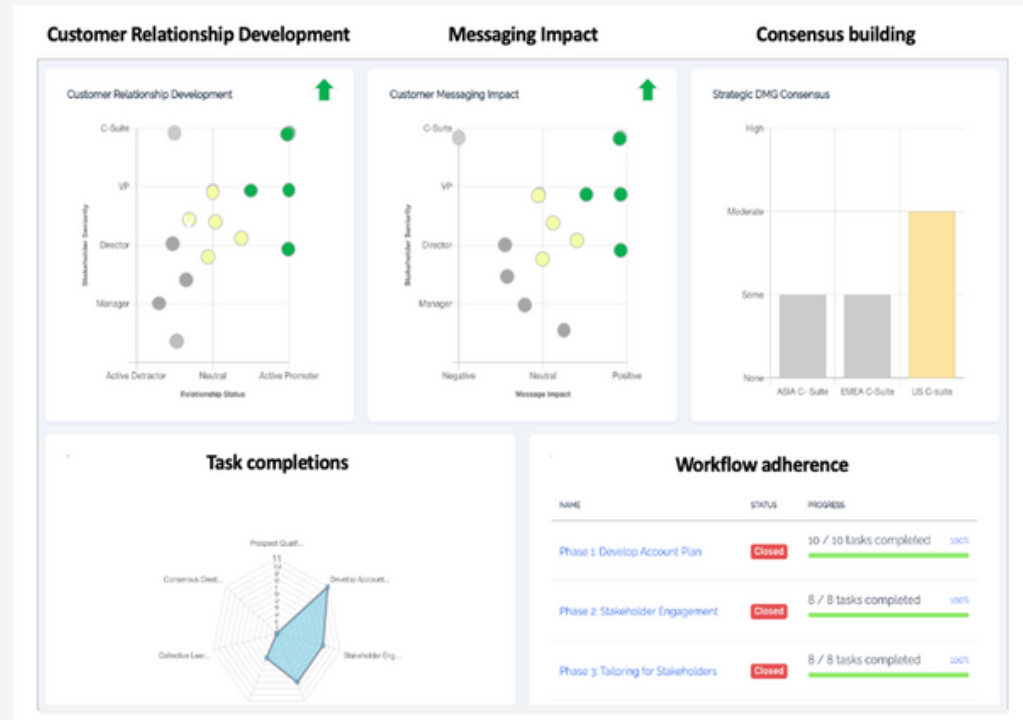 Customer Relationship Development
Messaging Impact
Consensus building
Customer Relationship Development
C-Suite
VP
Director
Manager
Stakeholder Seniority
Active Detractor
Neutral
Active Promoter
Relationship Status
Customer Messaging Impact
C-Suite
VP
Director
Manager
Stakeholder Seniority
Negative
Neutral
Positive
Message Impact
Strategic DMG Consensus
High
Moderate
Some
None
ASIA C- Suite
EMEA C-Suite
US C-suite
Task completions
Prospect Qualif...
11
Consensus Creat...
Develop Account...
Collective Lear...
Stakeholder Eng...
Workflow adherence
NAME STATUS PROGRESS
Phase 1: Develop Account Plan Closed 10 / 10 tasks completed 100%
Phase 2: Stakeholder Engagement Closed 8 / 8 tasks completed 100%
Phase 3: Tailoring for Stakeholders Closed 8 / 8 tasks completed 100%